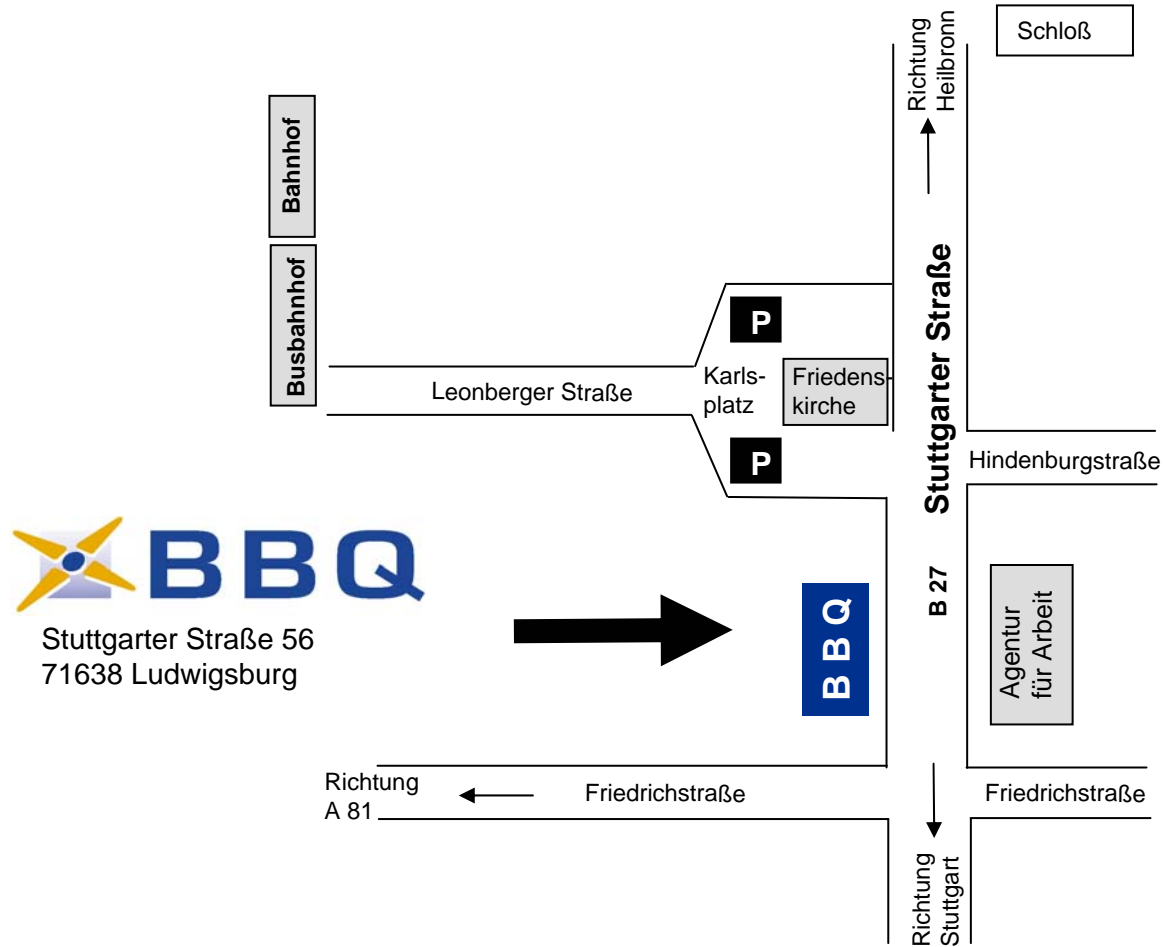 Schloß
Richtung
Heilbronn
Bahnhof
Busbahnhof
Stuttgarter Straße
P
Karls-
platz
Friedens-
kirche
Leonberger Straße
P
Hindenburgstraße
BBQ
Stuttgarter Straße 56
71638 Ludwigsburg
BBQ
B 27
Agentur
für Arbeit
Richtung
A 81
Friedrichstraße
Friedrichstraße
Richtung
Stuttgart